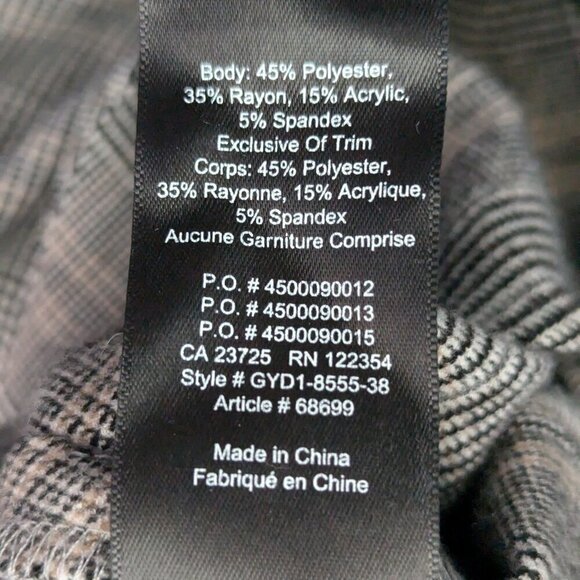 Body: 45% Polyester,
35% Rayon, 15% Acrylic,
5% Spandex
Exclusive Of Trim
Corps: 45% Polyester,
35% Rayonne, 15% Acrylique,
5% Spandex
Aucune Garniture Comprise
P.O. # 4500090012
P.O. # 4500090013
P.O. # 4500090015
CA 23725 RN 122354
Style # GYD1-8555-38
Article # 68699
Made in China
Fabriqué en Chine